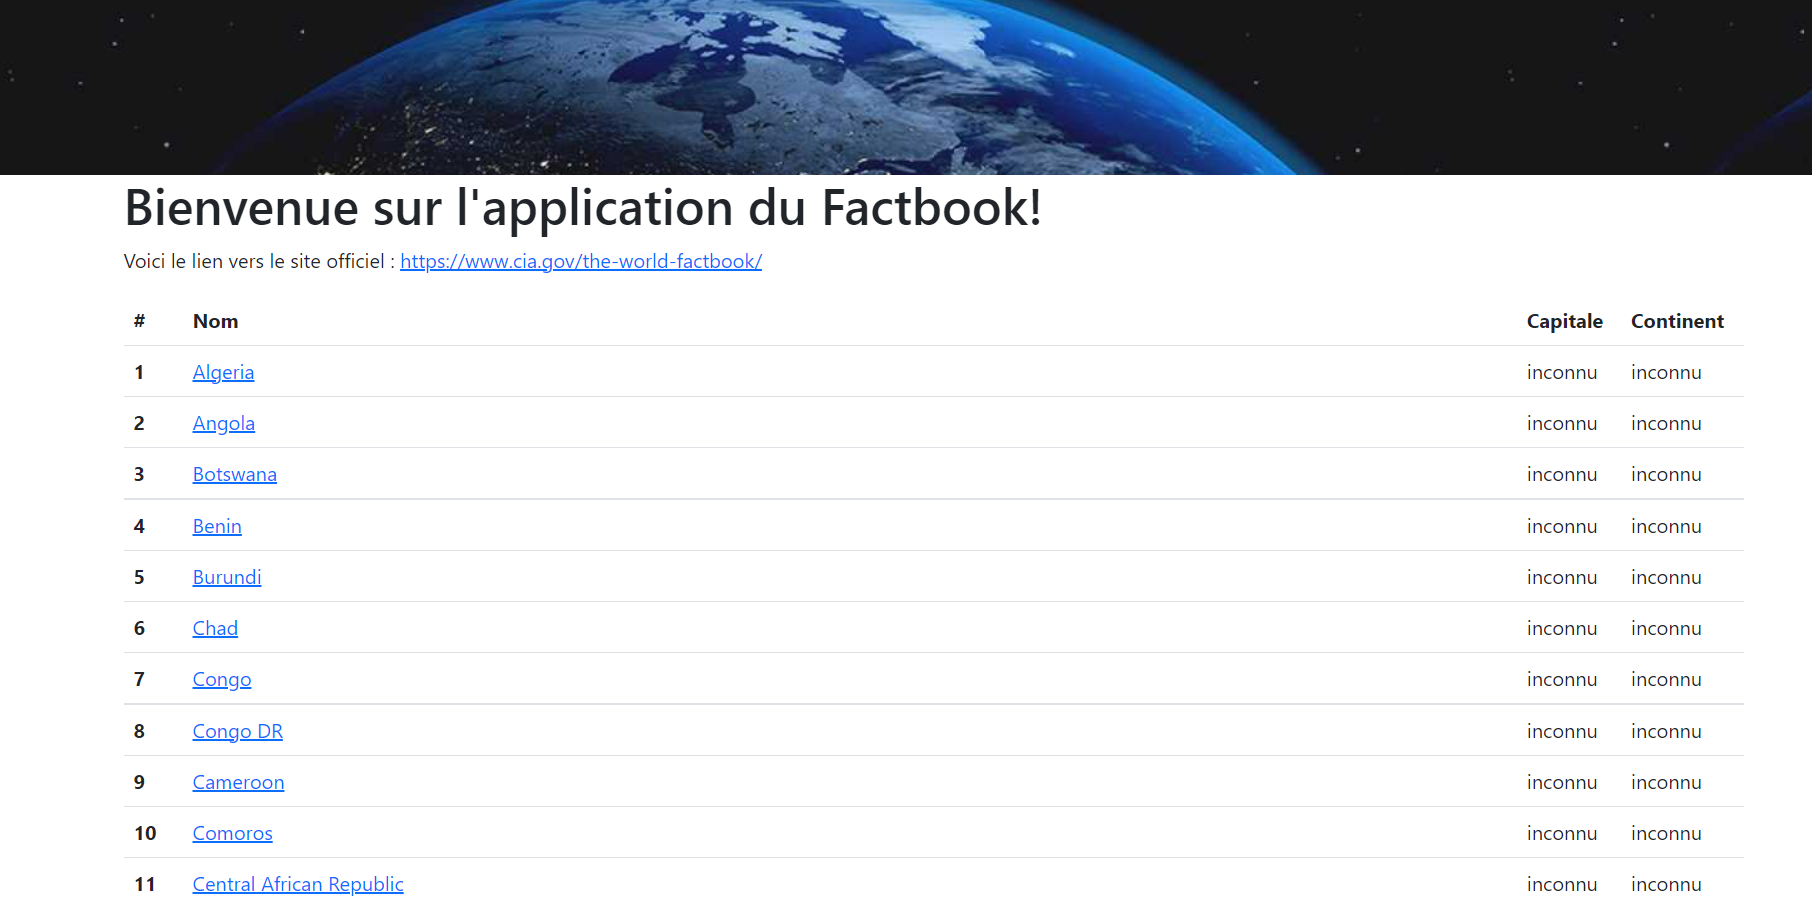 Bienvenue sur l'application du Factbook!
Voici le lien vers le site officiel : https://www.cia.gov/the-world-factbook/
# Nom Capitale Continent
1 Algeria inconnu inconnu
2 Angola inconnu inconnu
3 Botswana inconnu inconnu
4 Benin inconnu inconnu
5 Burundi inconnu inconnu
6 Chad inconnu inconnu
7 Congo inconnu inconnu
8 Congo DR inconnu inconnu
9 Cameroon inconnu inconnu
10 Comoros inconnu inconnu
11 Central African Republic inconnu inconnu